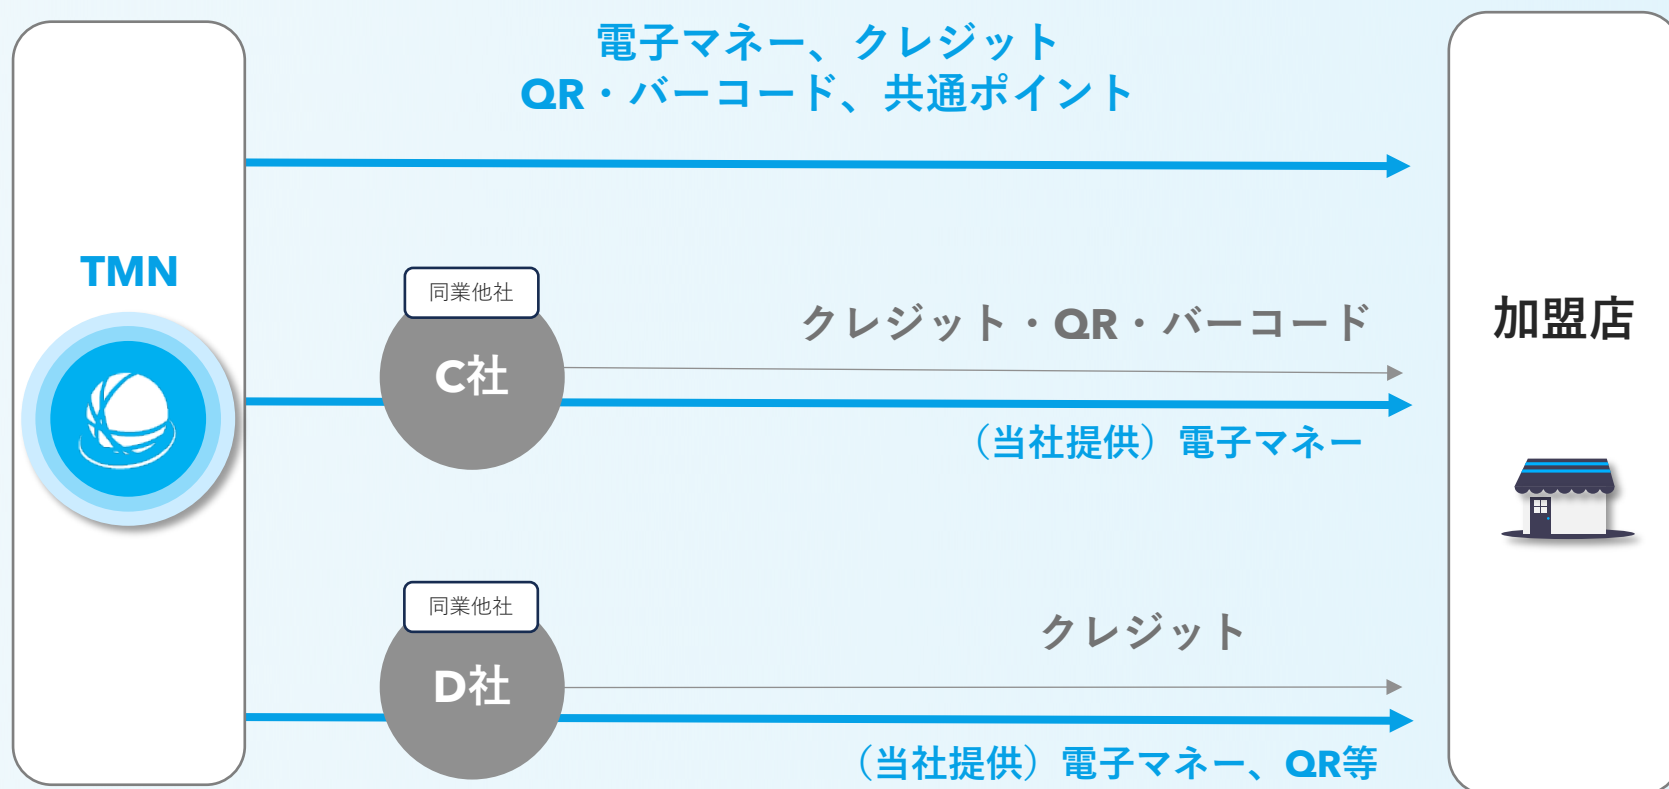 電子マネー、クレジット
QR・バーコード、共通ポイント
TMN
同業他社
C社
クレジット・QR・バーコード
（当社提供）電子マネー
加盟店
同業他社
D社
クレジット
（当社提供）電子マネー、QR等